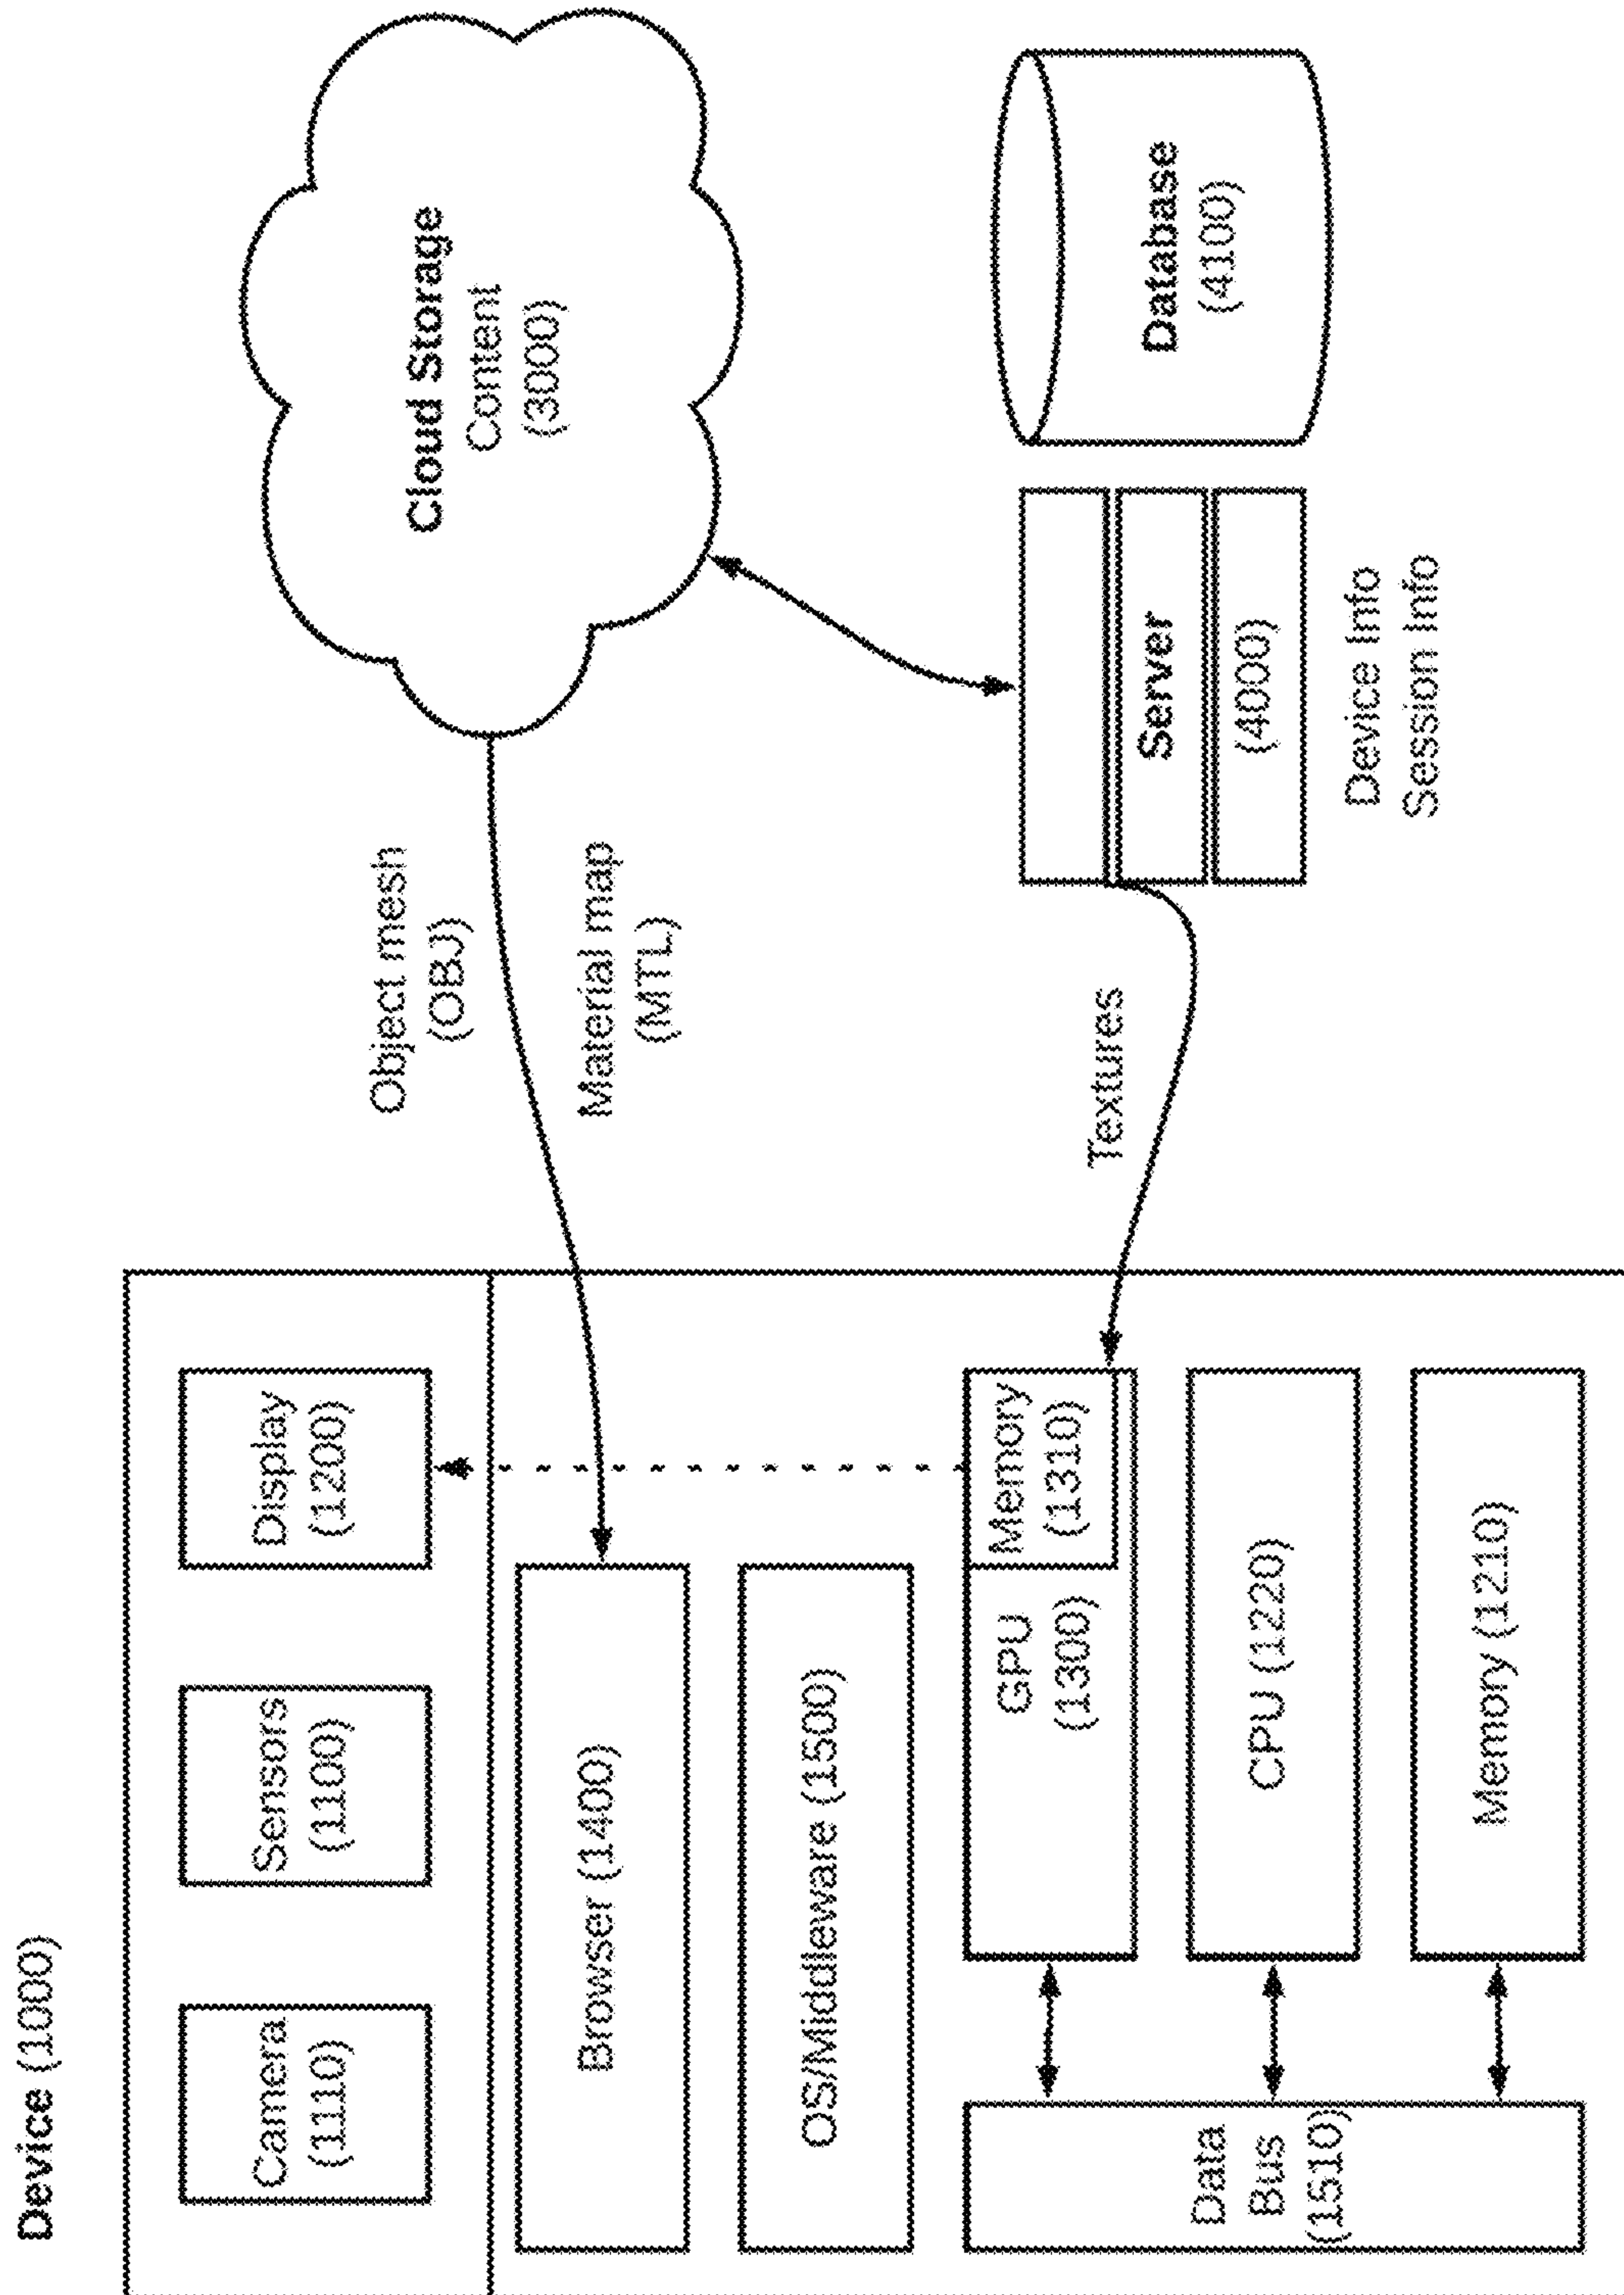 Device (1000)
Camera
(1110)
Sensors
(1100)
Display
(1200)
Browser (1400)
OS/Middleware (1500)
Data
Bus
(1510)
GPU
(1300)
Memory
(1310)
CPU (1220)
Memory (1210)
Object mesh
(OBJ)
Material map
(MTL)
Textures
Cloud Storage
Content
(3000)
Server
(4000)
Device Info
Session Info
Database
(4100)